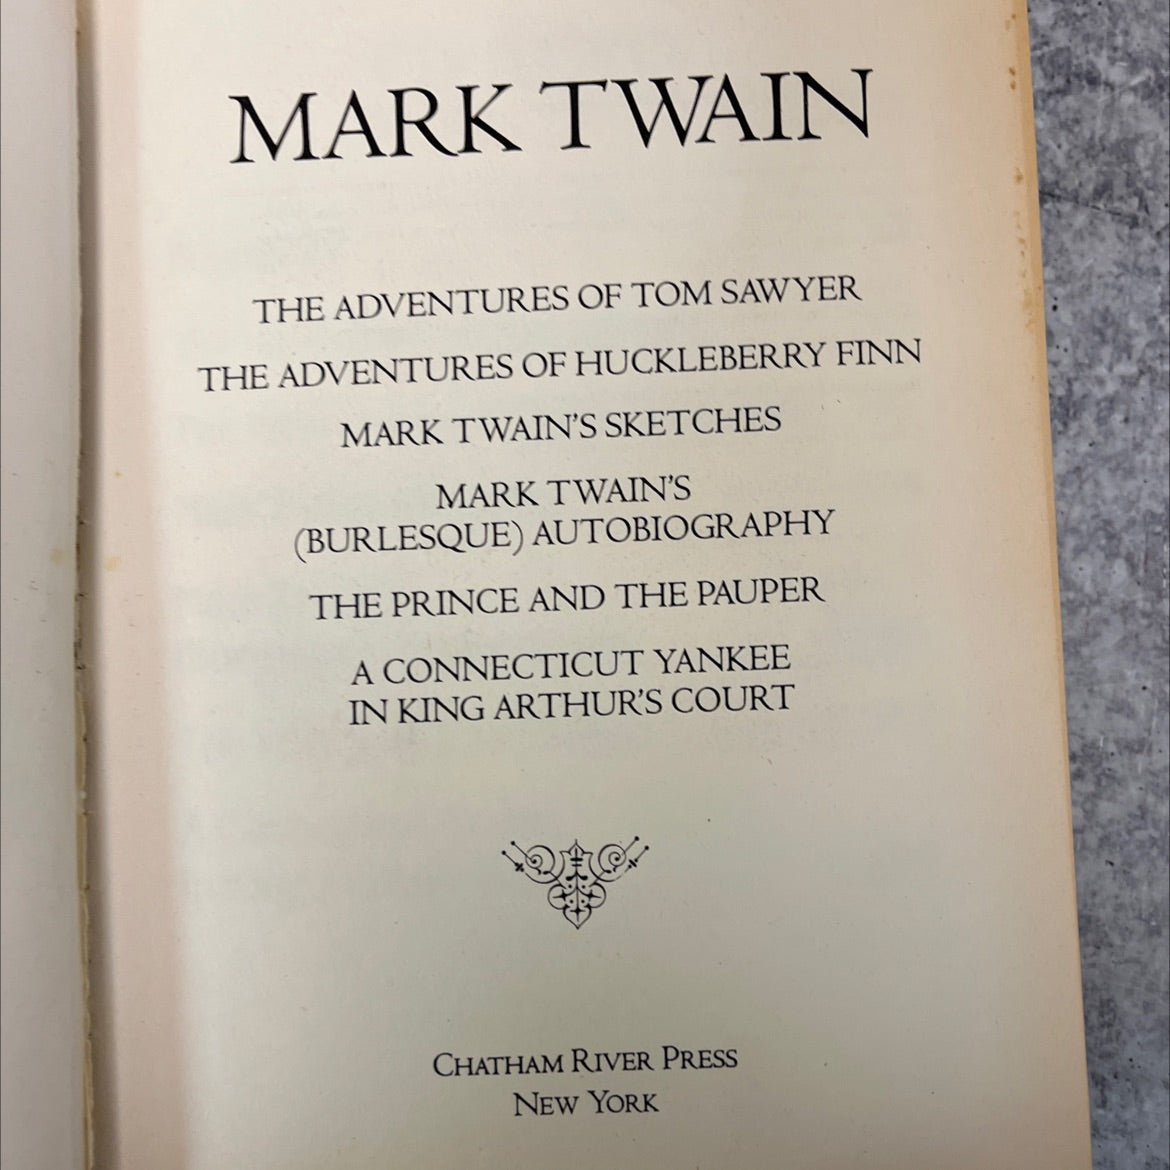 MARK TWAIN
THE ADVENTURES OF TOM SAWYER
THE ADVENTURES OF HUCKLEBERRY FINN
MARK TWAIN'S SKETCHES
MARK TWAIN'S
(BURLESQUE) AUTOBIOGRAPHY
THE PRINCE AND THE PAUPER
A CONNECTICUT YANKEE
IN KING ARTHUR'S COURT
CHATHAM RIVER PRESS
NEW YORK